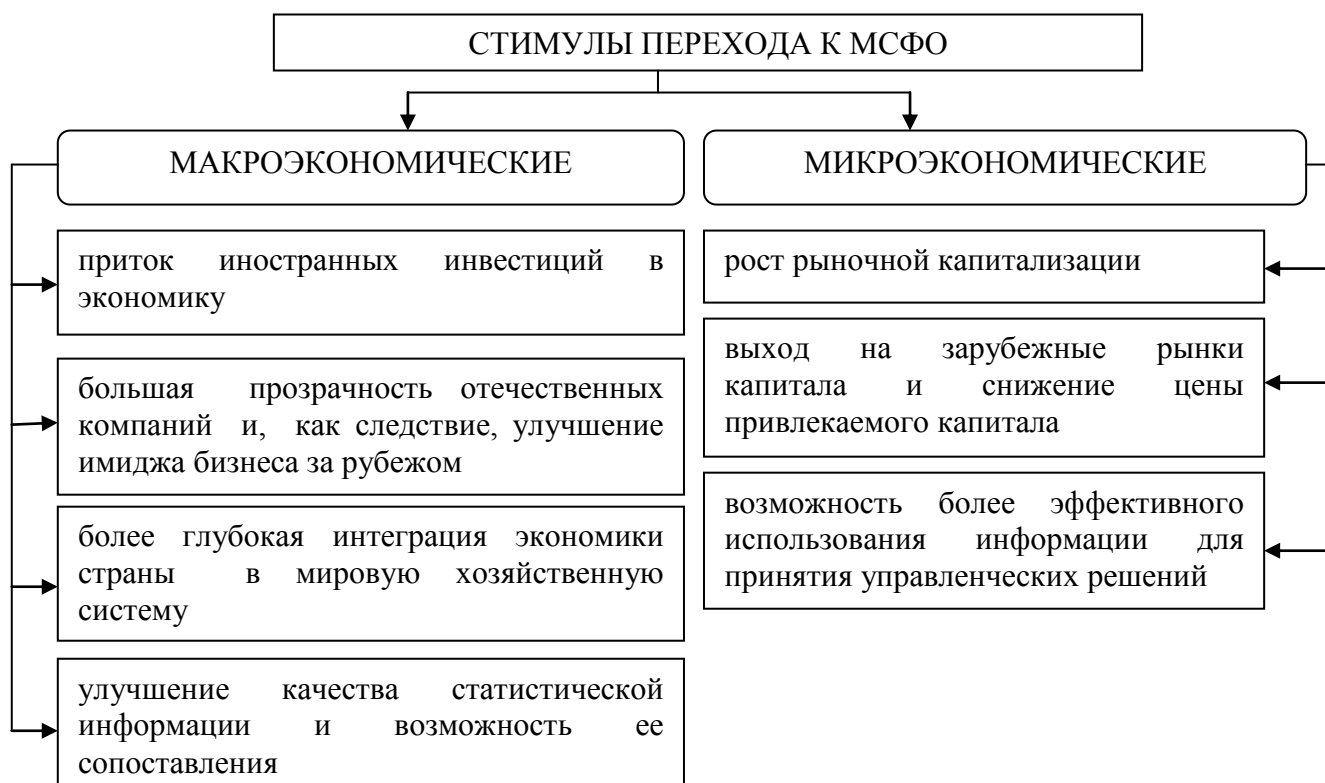 СТИМУЛЫ ПЕРЕХОДА К МСФО
МАКРОЭКОНОМИЧЕСКИЕ
приток иностранных инвестиций в
экономику
большая прозрачность отечественных
компаний и, как следствие, улучшение
имиджа бизнеса за рубежом
более глубокая интеграция экономики
страны в мировую хозяйственную
систему
улучшение качества статистической
информации и возможность ее
сопоставления
МИКРОЭКОНОМИЧЕСКИЕ
рост рыночной капитализации
выход на зарубежные рынки
капитала и снижение цены
привлекаемого капитала
возможность более эффективного
использования информации для
принятия управленческих решений